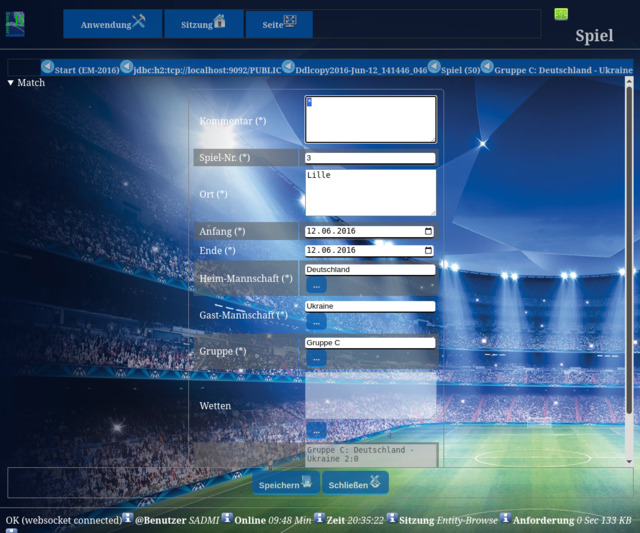 Anwendung Sitzung Seite
Spiel
Start (EM-2016) jdbc:h2:tcp://localhost:9092/PUBLIC Ddlcopy2016-Jun-12_141446_046 Spiel (50) Gruppe C: Deutschland - Ukraine
▼ Match
Kommentar (*) *
Spiel-Nr. (*) 3
Ort (*) Lille
Anfang (*) 12.06.2016
Ende (*) 12.06.2016
Heim-Mannschaft (*) Deutschland
...
Gast-Mannschaft (*) Ukraine
...
Gruppe (*) Gruppe C
...
Wetten
...
Gruppe C: Deutschland -
Ukraine 2:0
Speichern Schließen
OK (websocket connected) @Benutzer SADMI Online 09:48 Min Zeit 20:35:22 Sitzung Entity-Browse Anforderung 0 Sec 133 KB